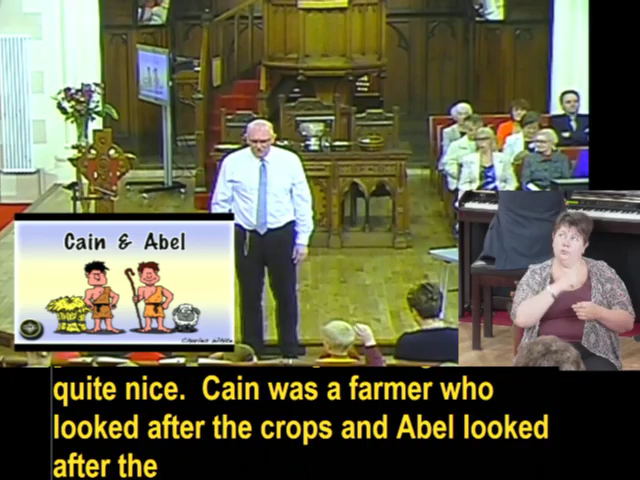 Cain & Abel
quite nice. Cain was a farmer who
looked after the crops and Abel looked
after the